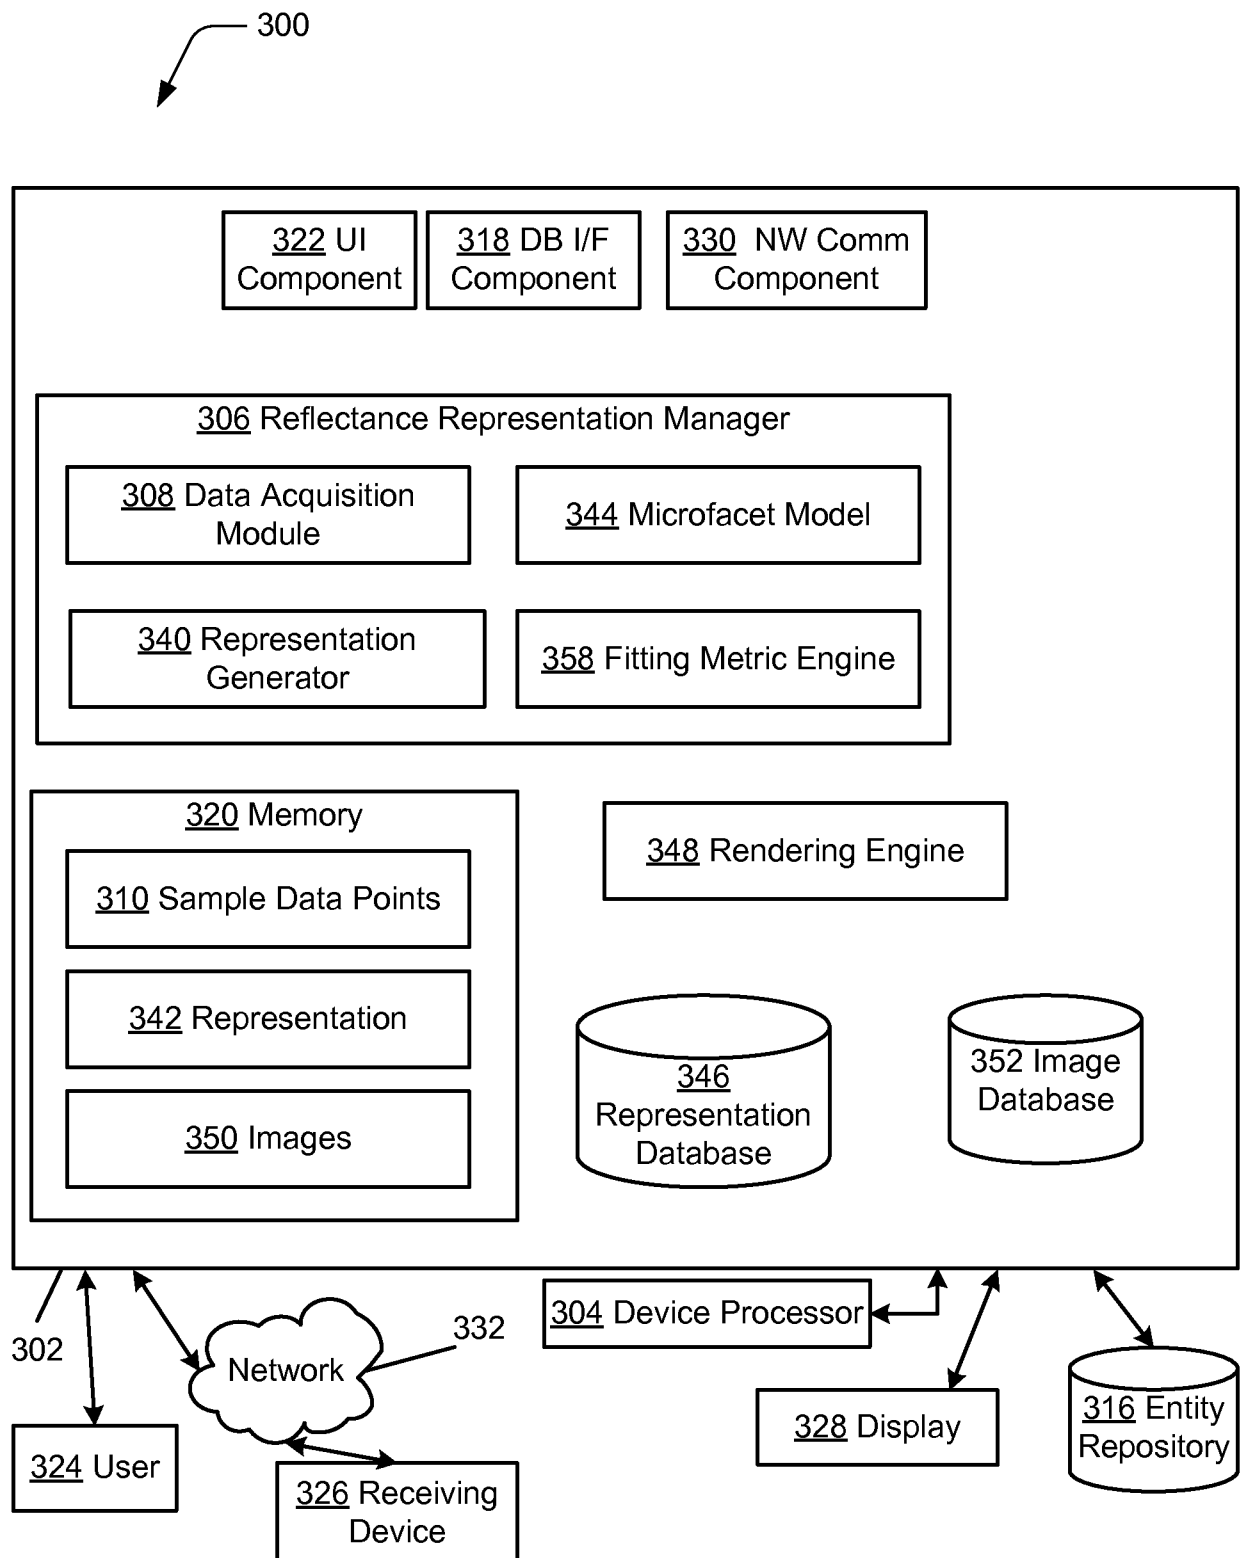 300
322 UI
Component
318 DB I/F
Component
330 NW Comm
Component
306 Reflectance Representation Manager
308 Data Acquisition
Module
344 Microfacet Model
340 Representation
Generator
358 Fitting Metric Engine
320 Memory
310 Sample Data Points
342 Representation
350 Images
348 Rendering Engine
346
Representation
Database
352 Image
Database
302
304 Device Processor
Network
332
324 User
326 Receiving
Device
328 Display
316 Entity
Repository